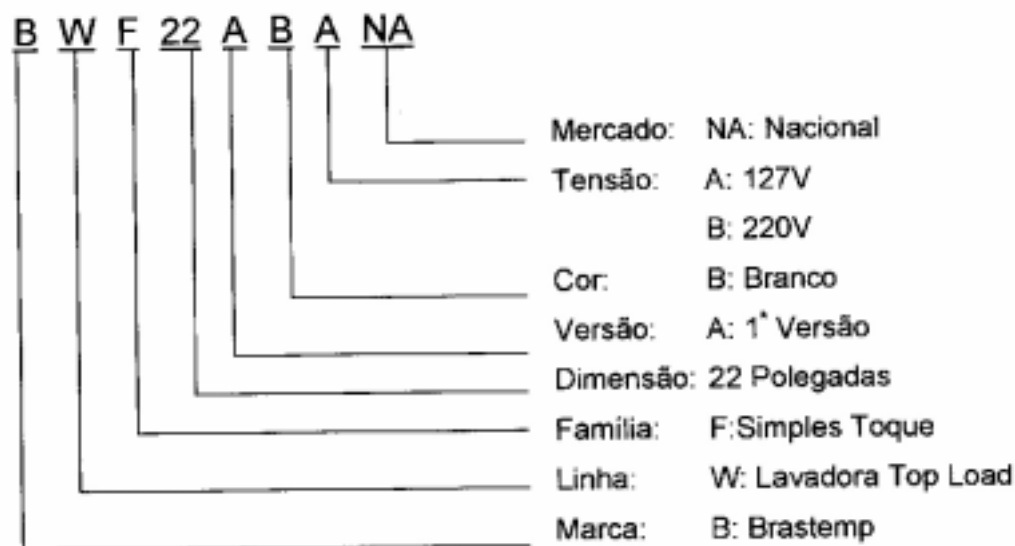 B W F 22 A B A NA
Mercado: NA: Nacional
Tensão: A: 127V
B: 220V
Cor: B: Branco
Versão: A: 1ª Versão
Dimensão: 22 Polegadas
Família: F:Simples Toque
Linha: W: Lavadora Top Load
Marca: B: Brastemp